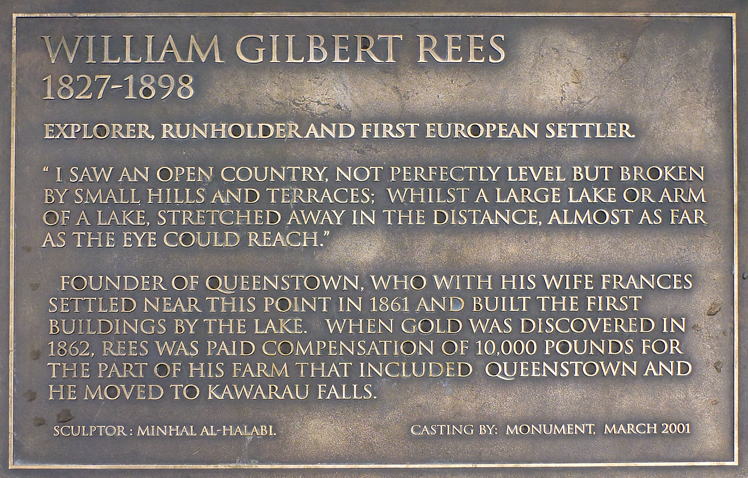 WILLIAM GILBERT REES
1827-1898
EXPLORER, RUNHOLDER AND FIRST EUROPEAN SETTLER.
“ I SAW AN OPEN COUNTRY, NOT PERFECTLY LEVEL BUT BROKEN
BY SMALL HILLS AND TERRACES; WHILST A LARGE LAKE OR ARM
OF A LAKE, STRETCHED AWAY IN THE DISTANCE, ALMOST AS FAR
AS THE EYE COULD REACH.”
FOUNDER OF QUEENSTOWN, WHO WITH HIS WIFE FRANCES
SETTLED NEAR THIS POINT IN 1861 AND BUILT THE FIRST
BUILDINGS BY THE LAKE. WHEN GOLD WAS DISCOVERED IN
1862, REES WAS PAID COMPENSATION OF 10,000 POUNDS FOR
THE PART OF HIS FARM THAT INCLUDED QUEENSTOWN AND
HE MOVED TO KAWARAU FALLS.
SCULPTOR: MINHAL AL-HALABI. CASTING BY: MONUMENT, MARCH 2001